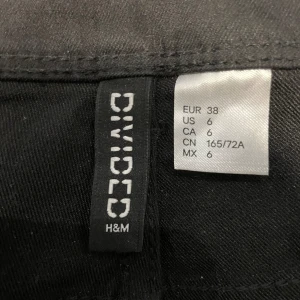 DIVIDED
H&M
EUR 38
US 6
CA 6
CN 165/72A
MX 6